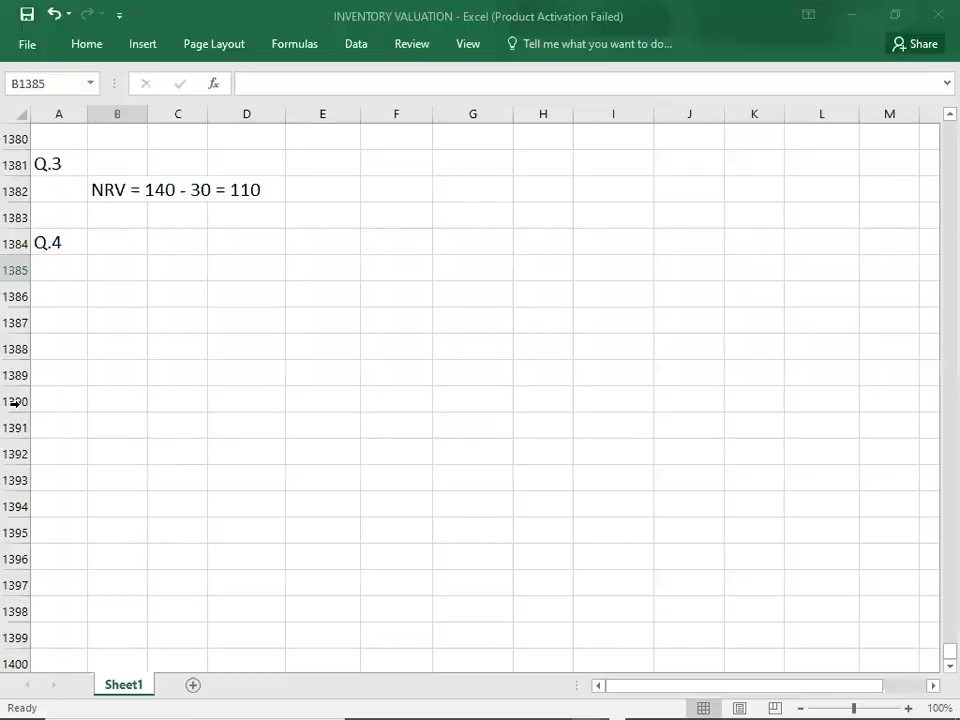 INVENTORY VALUATION - Excel (Product Activation Failed)
File Home Insert Page Layout Formulas Data Review View Tell me what you want to do... Share
B1385 fx
A B C D E F G H I J K L M
1380
1381 Q.3
1382 NRV = 140 - 30 = 110
1383
1384 Q.4
1385
1386
1387
1388
1389
1390
1391
1392
1393
1394
1395
1396
1397
1398
1399
1400
Sheet1
Ready 100%